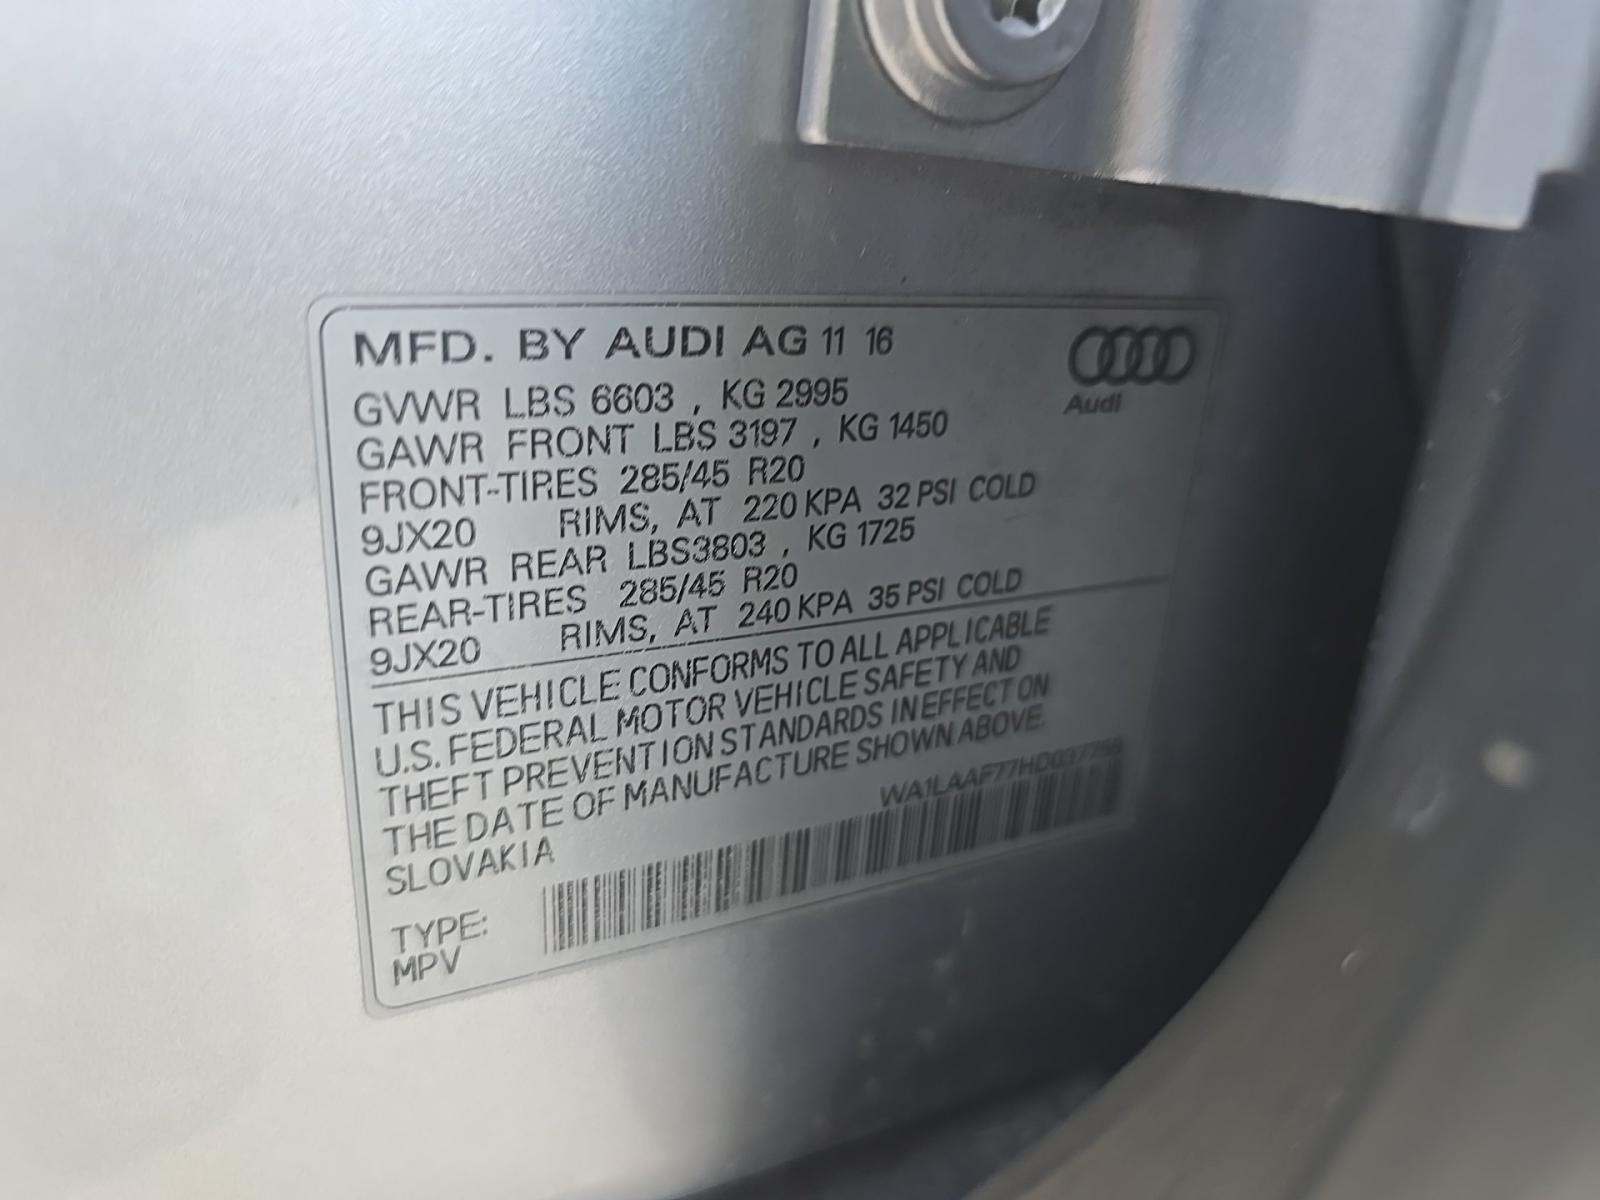 MFD. BY AUDI AG 11 16
Audi
GVWR LBS 6603 , KG 2995
GAWR FRONT LBS 3197 , KG 1450
FRONT-TIRES 285/45 R20
9JX20 RIMS, AT 220 KPA 32 PSI COLD
GAWR REAR LBS3803 , KG 1725
REAR-TIRES 285/45 R20
9JX20 RIMS, AT 240 KPA 35 PSI COLD
THIS VEHICLE CONFORMS TO ALL APPLICABLE
U.S. FEDERAL MOTOR VEHICLE SAFETY AND
THEFT PREVENTION STANDARDS IN EFFECT ON
THE DATE OF MANUFACTURE SHOWN ABOVE.
SLOVAKIA
TYPE:
MPV